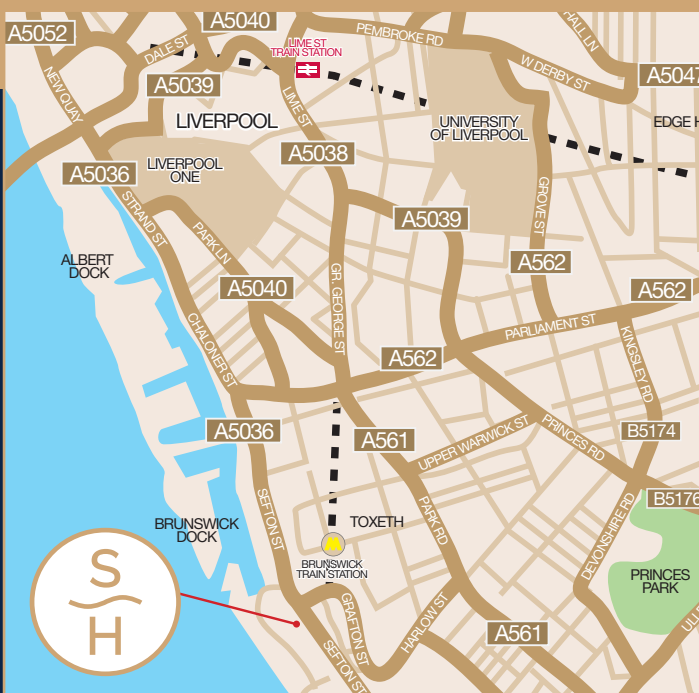 A5052
A5040
DALE ST
LIME ST
TRAIN STATION
PEMBROKE RD
HALL LN
W DERBY ST
A5047
NEW QUAY
A5039
LIME ST
LIVERPOOL
UNIVERSITY
OF LIVERPOOL
EDGE H
A5038
LIVERPOOL
ONE
A5036
STRAND ST
PARK LN
A5039
GROVE ST
ALBERT
DOCK
A5040
GR. GEORGE ST
A562
A562
CHALONER ST
PARLIAMENT ST
A562
KINGSLEY RD
A5036
A561
UPPER WARWICK ST
PRINCES RD
B5174
SEFTON ST
PARK RD
DEVONSHIRE RD
B5176
BRUNSWICK
DOCK
TOXETH
BRUNSWICK
TRAIN STATION
PRINCES
PARK
S
H
GRAFTON ST
HARLOW ST
A561
SEFTON ST